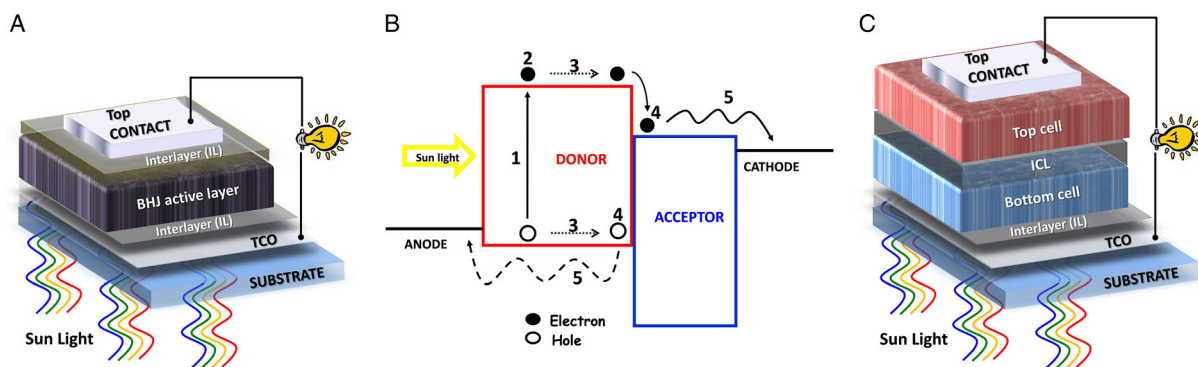 A
Top
CONTACT
Interlayer (IL)
BHJ active layer
Interlayer (IL)
TCO
SUBSTRATE
Sun Light
B
2
3
4
5
1
Sun light
DONOR
CATHODE
ACCEPTOR
3
4
ANODE
5
Electron
Hole
C
Top
CONTACT
Top cell
ICL
Bottom cell
Interlayer (IL)
TCO
SUBSTRATE
Sun Light